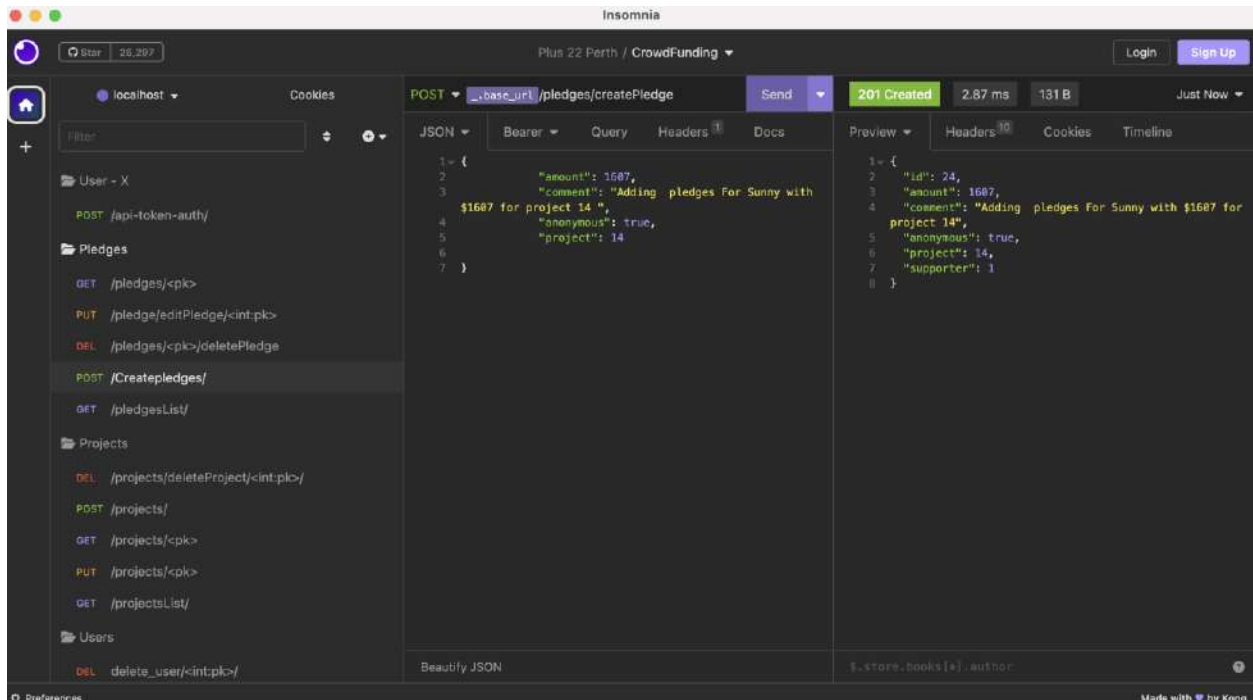 Insomnia
Star 26,297
Plus 22 Perth / CrowdFunding
Login
Sign Up
localhost
Cookies
Filter
User - X
POST /api-token-auth/
Pledges
GET /pledges/<pk>
PUT /pledge/editPledge/<int:pk>
DEL /pledges/<pk>/deletePledge
POST /Createpledges/
GET /pledgesList/
Projects
DEL /projects/deleteProject/<int:pk>/
POST /projects/
GET /projects/<pk>
PUT /projects/<pk>
GET /projectsList/
Users
DEL delete_user/<int:pk>/
POST _.base_url /pledges/createPledge
Send
JSON Bearer Query Headers 1 Docs
1 {
2 "amount": 1607,
3 "comment": "Adding pledges For Sunny with
$1607 for project 14 ",
4 "anonymous": true,
5 "project": 14
6
7 }
Beautify JSON
201 Created 2.87 ms 131 B Just Now
Preview Headers 10 Cookies Timeline
1 {
2 "id": 24,
3 "amount": 1607,
4 "comment": "Adding pledges For Sunny with $1607 for
project 14",
5 "anonymous": true,
6 "project": 14,
7 "supporter": 1
8 }
$.store.books[*].author
Preferences
Made with by Kong